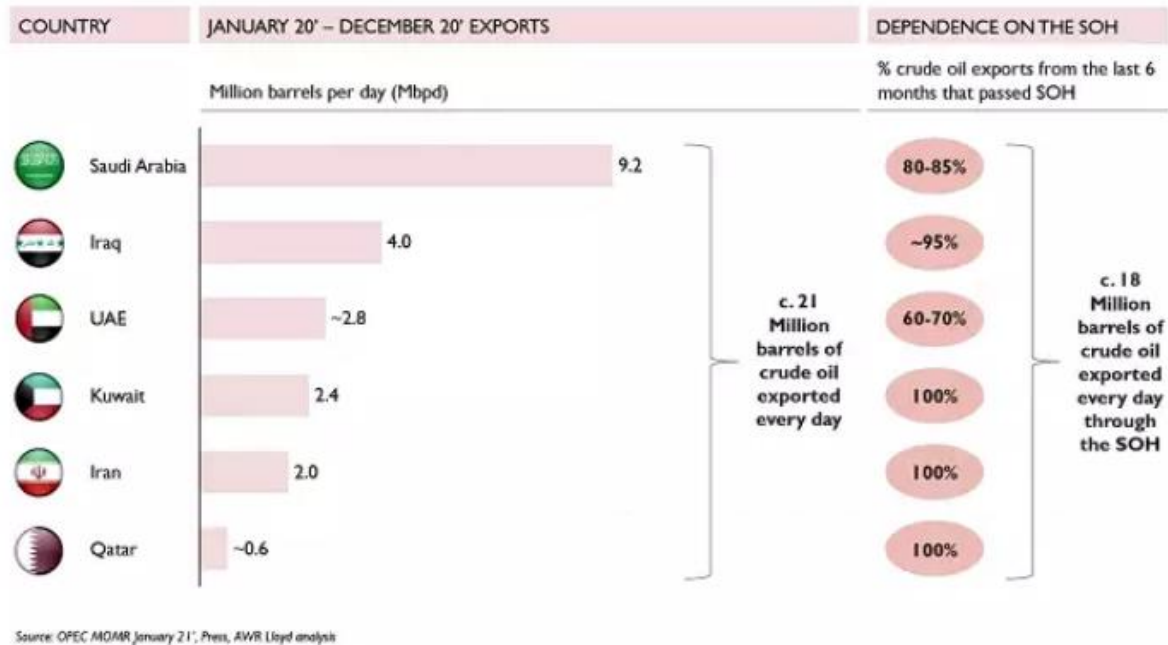 COUNTRY
JANUARY 20' – DECEMBER 20' EXPORTS
DEPENDENCE ON THE SOH
Million barrels per day (Mbpd)
% crude oil exports from the last 6
months that passed SOH
Saudi Arabia
9.2
80-85%
Iraq
4.0
~95%
UAE
~2.8
60-70%
Kuwait
2.4
100%
Iran
2.0
100%
Qatar
~0.6
100%
c. 21
Million
barrels of
crude oil
exported
every day
c. 18
Million
barrels of
crude oil
exported
every day
through
the SOH
Source: OPEC MOMR January 21', Press, AWR Lloyd analysis